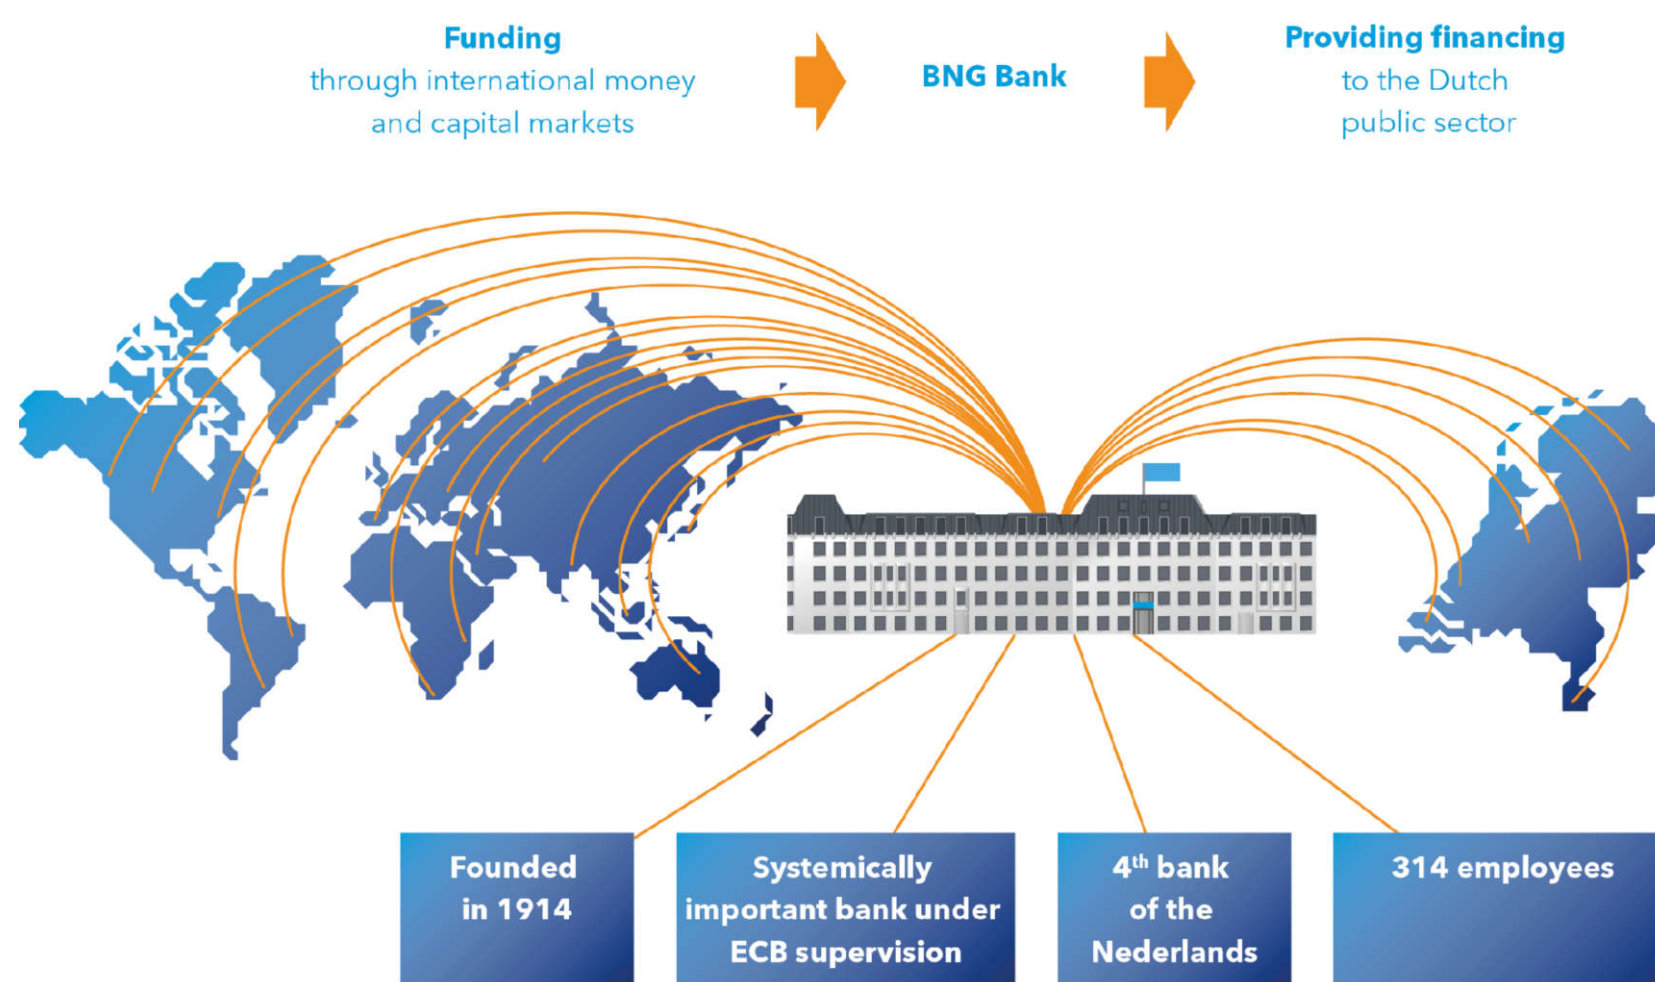 Funding
through international money
and capital markets
BNG Bank
Providing financing
to the Dutch
public sector
Founded
in 1914
Systemically
important bank under
ECB supervision
4th bank
of the
Nederlands
314 employees